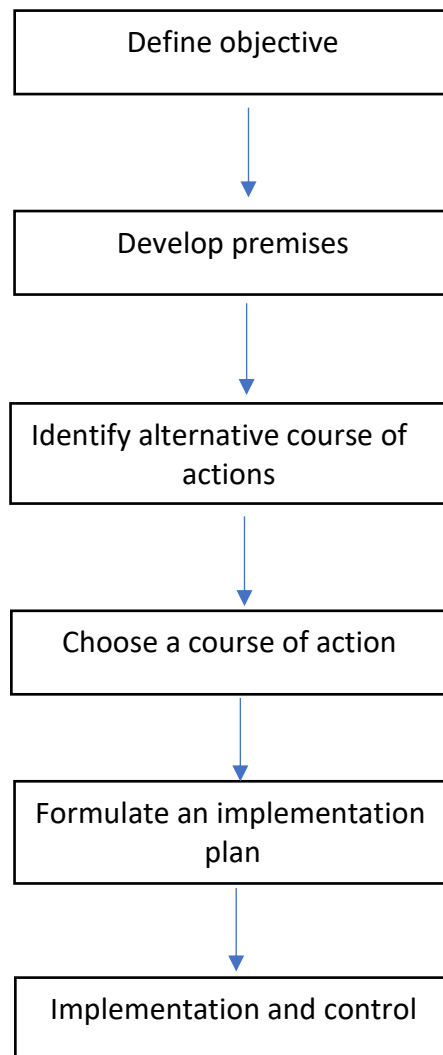 Define objective
Develop premises
Identify alternative course of
actions
Choose a course of action
Formulate an implementation
plan
Implementation and control